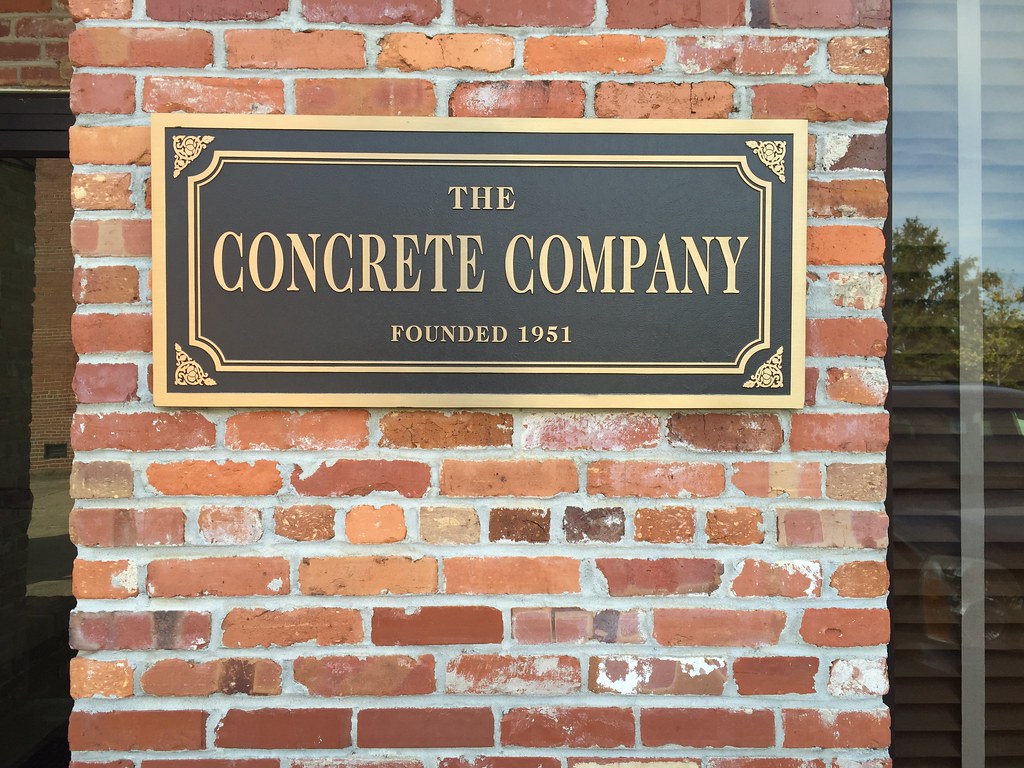 THE
CONCRETE COMPANY
FOUNDED 1951